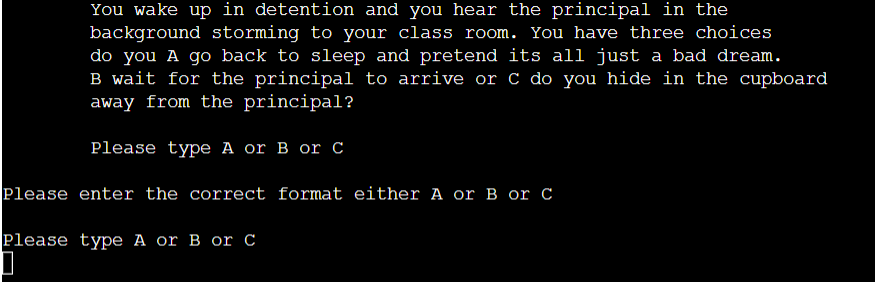 You wake up in detention and you hear the principal in the
background storming to your class room. You have three choices
do you A go back to sleep and pretend its all just a bad dream.
B wait for the principal to arrive or C do you hide in the cupboard
away from the principal?
Please type A or B or C
Please enter the correct format either A or B or C
Please type A or B or C